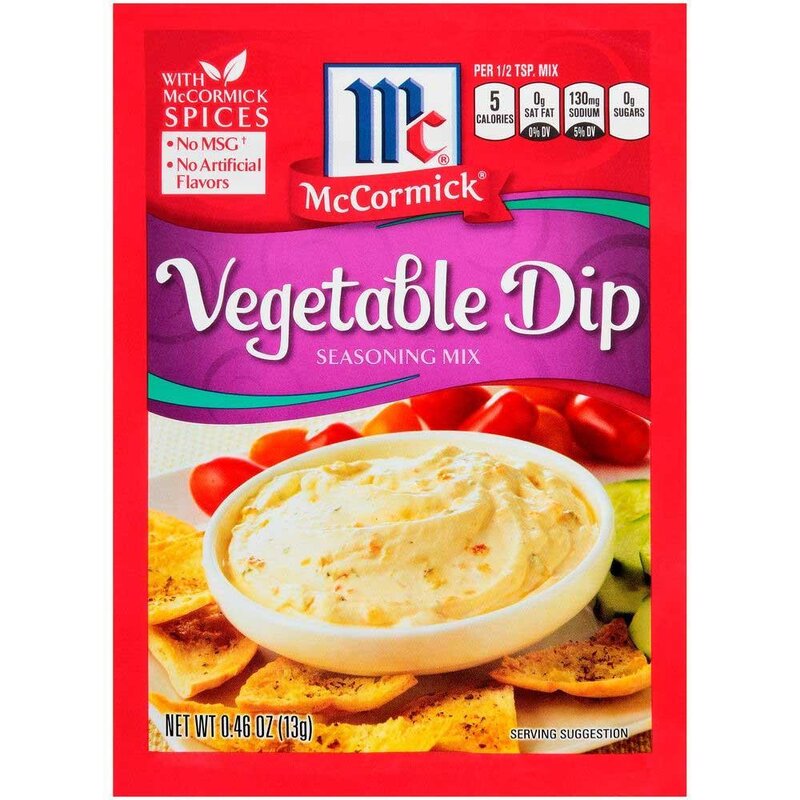 WITH
McCORMICK
SPICES
• No MSG†
• No Artificial
Flavors
Mc®
McCormick®
PER 1/2 TSP. MIX
5
CALORIES
0g
SAT FAT
0% DV
130mg
SODIUM
5% DV
0g
SUGARS
Vegetable Dip
SEASONING MIX
NET WT 0.46 OZ (13g)
SERVING SUGGESTION